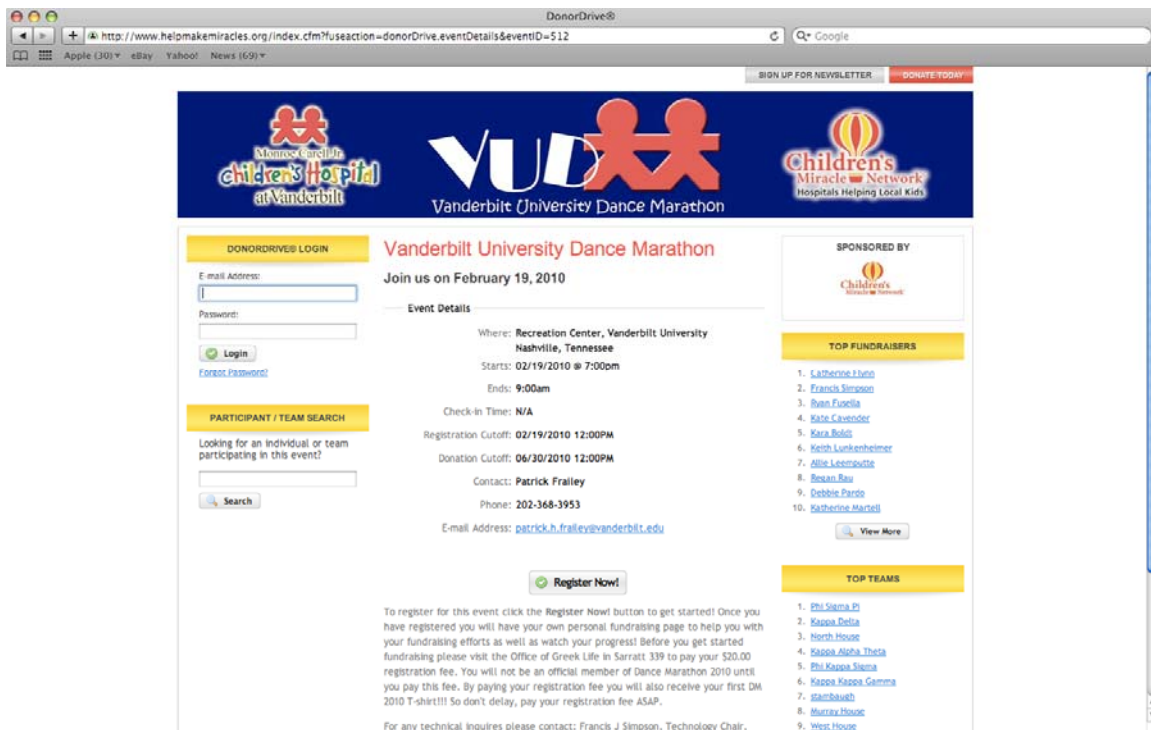 DonorDrive®
http://www.helpmakemiracles.org/index.cfm?fuseaction=donorDrive.eventDetails&eventID=512
Google
Apple (30) eBay Yahoo! News (69)
SIGN UP FOR NEWSLETTER DONATE TODAY
Monroe Carell Jr.
Children's Hospital
at Vanderbilt
VUD
Vanderbilt University Dance Marathon
Children's
Miracle Network
Hospitals Helping Local Kids
DONORDRIVE® LOGIN
E-mail Address:
Password:
Login
Forgot Password?
PARTICIPANT / TEAM SEARCH
Looking for an individual or team
participating in this event?
Search
Vanderbilt University Dance Marathon
Join us on February 19, 2010
Event Details
Where: Recreation Center, Vanderbilt University
Nashville, Tennessee
Starts: 02/19/2010 @ 7:00pm
Ends: 9:00am
Check-in Time: N/A
Registration Cutoff: 02/19/2010 12:00PM
Donation Cutoff: 06/30/2010 12:00PM
Contact: Patrick Frailey
Phone: 202-368-3953
E-mail Address: patrick.h.frailey@vanderbilt.edu
Register Now!
To register for this event click the Register Now! button to get started! Once you
have registered you will have your own personal fundraising page to help you with
your fundraising efforts as well as watch your progress! Before you get started
fundraising please visit the Office of Greek Life in Sarratt 339 to pay your $20.00
registration fee. You will not be an official member of Dance Marathon 2010 until
you pay this fee. By paying your registration fee you will also receive your first DM
2010 T-shirt!!! So don't delay, pay your registration fee ASAP.
For any technical inquires please contact: Francis J Simpson, Technology Chair,
SPONSORED BY
Children's
Miracle Network
TOP FUNDRAISERS
1. Catherine Flynn
2. Francis Simpson
3. Ryan Fusella
4. Kate Cavender
5. Kara Boldt
6. Keith Lunkenheimer
7. Allie Leemputte
8. Regan Rau
9. Debbie Pardo
10. Katherine Martell
View More
TOP TEAMS
1. Phi Sigma Pi
2. Kappa Delta
3. North House
4. Kappa Alpha Theta
5. Phi Kappa Sigma
6. Kappa Kappa Gamma
7. stambaugh
8. Murray House
9. West House